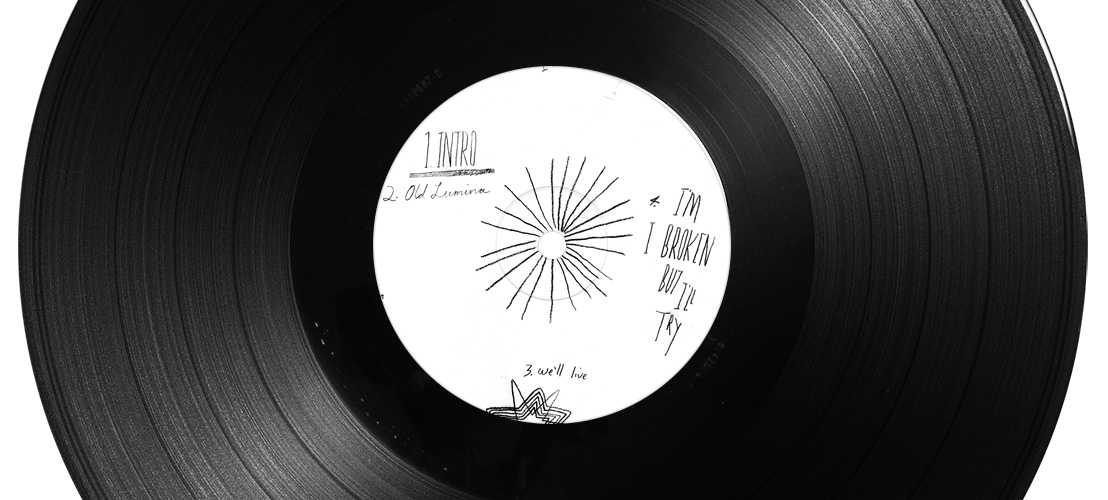 1 INTRO
2. Old Lumina
4. I'M
I BROKEN
BUT I'll
TRY
3. we'll live